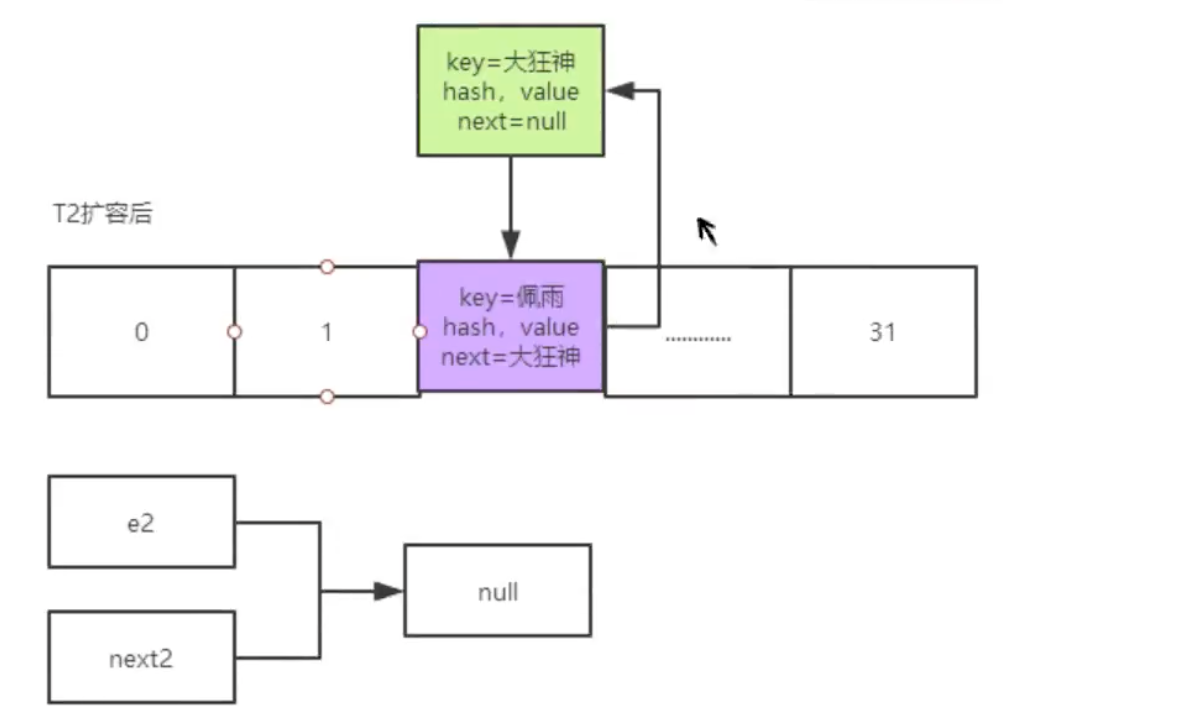 key=大狂神
hash，value
next=null
T2扩容后
0
1
key=佩雨
hash，value
next=大狂神
............
31
e2
null
next2